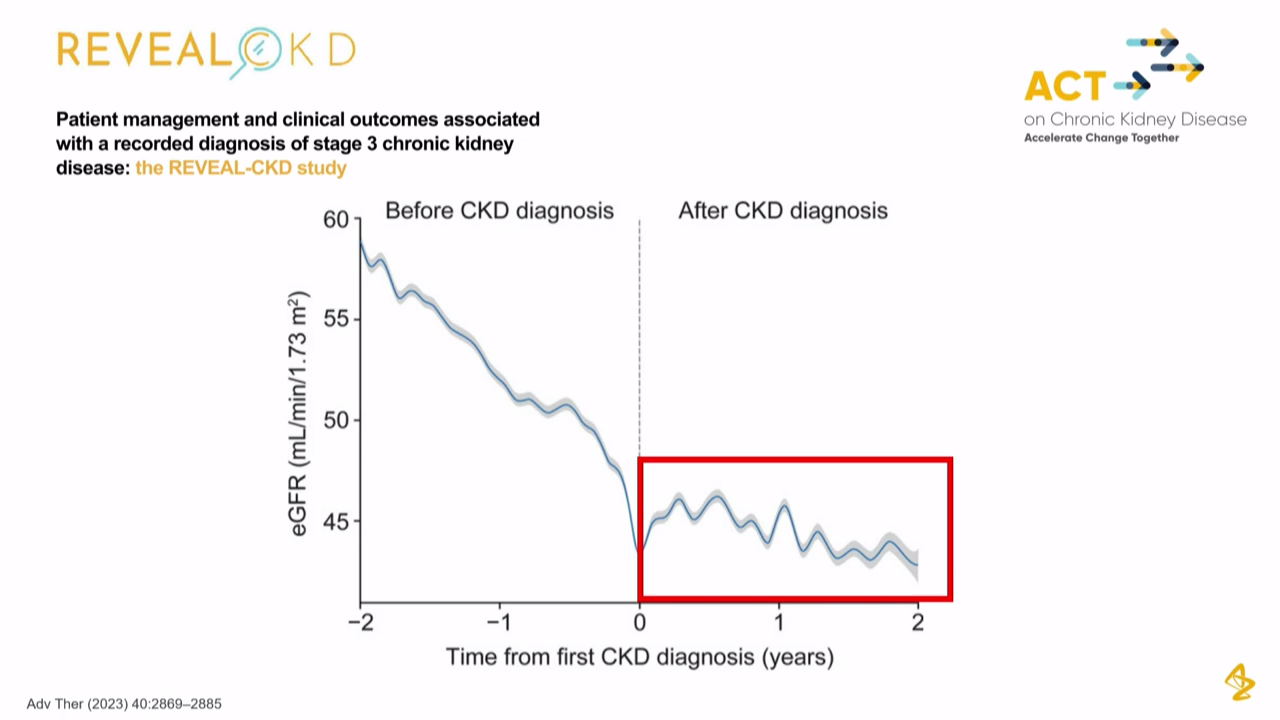 REVEAL CKD
ACT
on Chronic Kidney Disease
Accelerate Change Together
Patient management and clinical outcomes associated
with a recorded diagnosis of stage 3 chronic kidney
disease: the REVEAL-CKD study
Before CKD diagnosis
After CKD diagnosis
eGFR (mL/min/1.73 m²)
60
55
50
45
−2
−1
0
1
2
Time from first CKD diagnosis (years)
Adv Ther (2023) 40:2869–2885